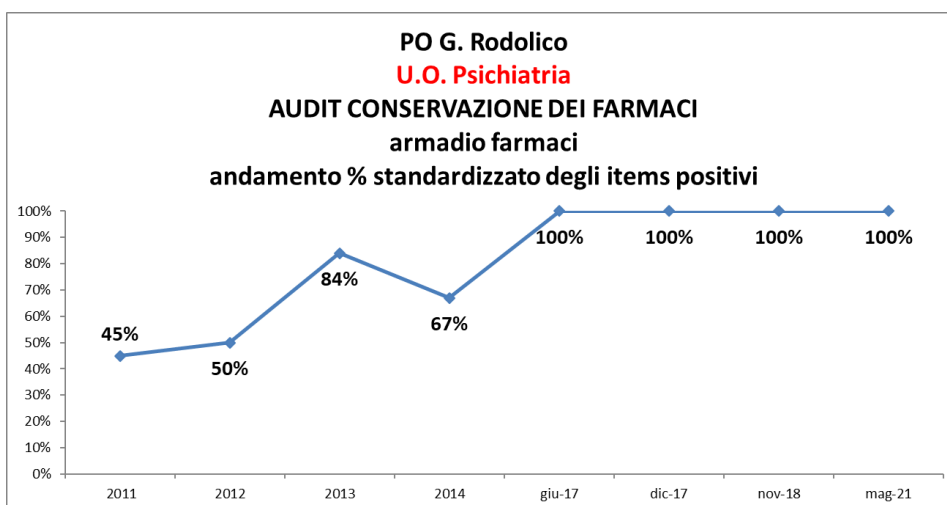 PO G. Rodolico
U.O. Psichiatria
AUDIT CONSERVAZIONE DEI FARMACI
armadio farmaci
andamento % standardizzato degli items positivi
100%
90%
80%
70%
60%
50%
40%
30%
20%
10%
0%
45%
50%
84%
67%
100%
100%
100%
100%
2011
2012
2013
2014
giu-17
dic-17
nov-18
mag-21